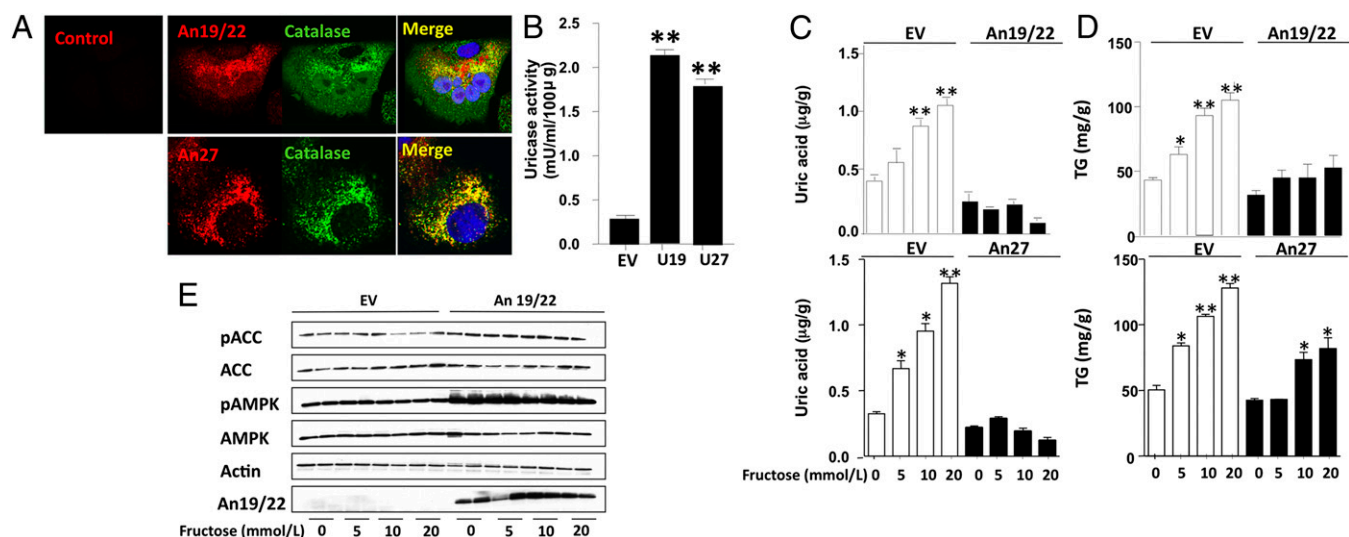 A
Control
An19/22
Catalase
Merge
An27
Catalase
Merge
B
Uricase activity
(mU/ml/100µ g)
2.5
2.0
1.5
1.0
0.5
0.0
**
**
EV U19 U27
C
EV An19/22
Uric acid (µg/g)
1.5
1.0
0.5
0.0
**
**
EV An27
Uric acid (µg/g)
1.5
1.0
0.5
0.0
*
*
**
Fructose (mmol/L) 0 5 10 20 0 5 10 20
D
EV An19/22
TG (mg/g)
150
100
50
0
*
**
**
EV An27
TG (mg/g)
150
100
50
0
*
**
**
*
*
0 5 10 20 0 5 10 20
E
EV An 19/22
pACC
ACC
pAMPK
AMPK
Actin
An19/22
Fructose (mmol/L) 0 5 10 20 0 5 10 20